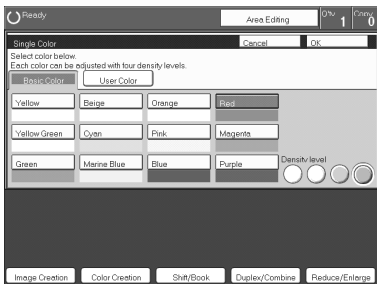 Ready
Area Editing
Qty
1
Copy
0
Single Color
Cancel
OK
Select color below.
Each color can be adjusted with four density levels.
Basic Color
User Color
Yellow
Beige
Orange
Red
Yellow Green
Cyan
Pink
Magenta
Green
Marine Blue
Blue
Purple
Density level
Image Creation
Color Creation
Shift/Book
Duplex/Combine
Reduce/Enlarge